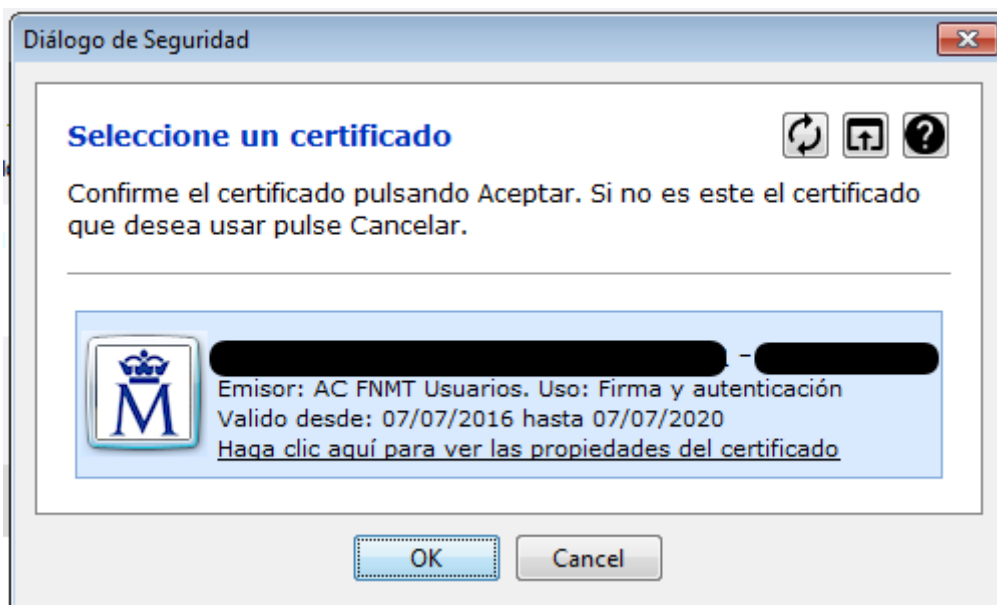 Diálogo de Seguridad
Seleccione un certificado
Confirme el certificado pulsando Aceptar. Si no es este el certificado
que desea usar pulse Cancelar.
M
-
Emisor: AC FNMT Usuarios. Uso: Firma y autenticación
Valido desde: 07/07/2016 hasta 07/07/2020
Haga clic aquí para ver las propiedades del certificado
OK
Cancel